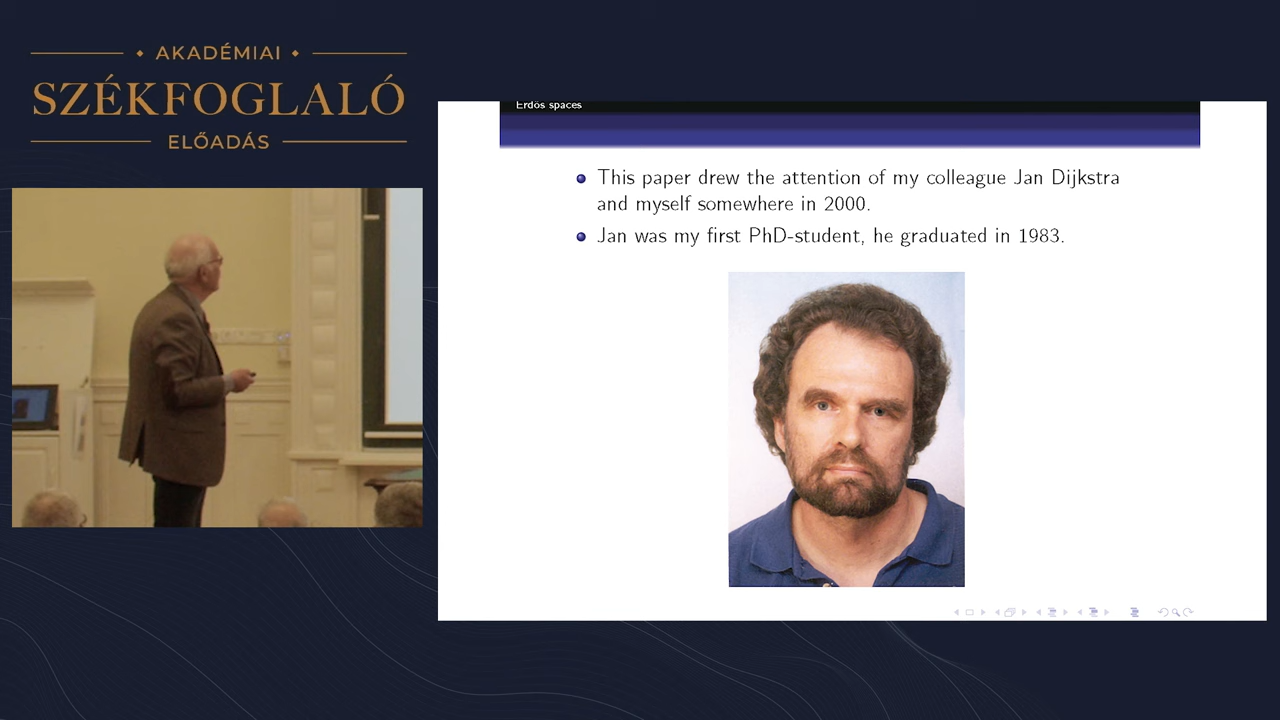 AKADÉMIAI
SZÉKFOGLALÓ
ELŐADÁS
Erdős spaces
This paper drew the attention of my colleague Jan Dijkstra
and myself somewhere in 2000.
Jan was my first PhD-student, he graduated in 1983.